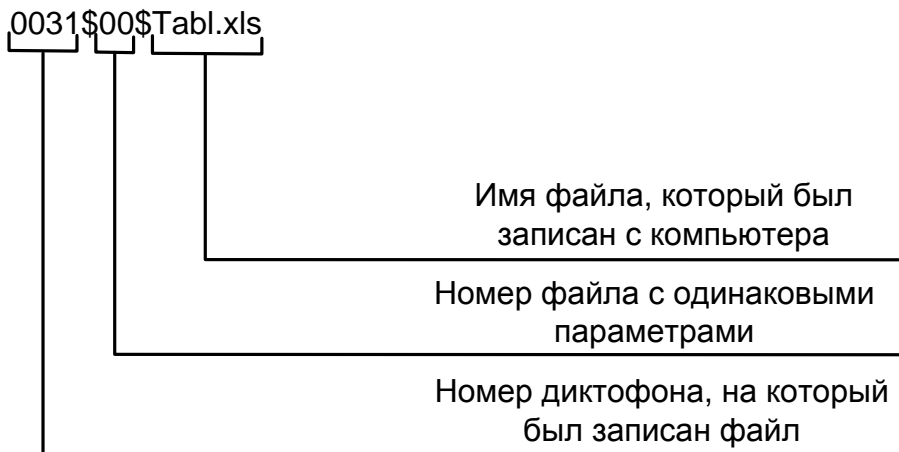 0031$00$Tabl.xls
Имя файла, который был
записан с компьютера
Номер файла с одинаковыми
параметрами
Номер диктофона, на который
был записан файл